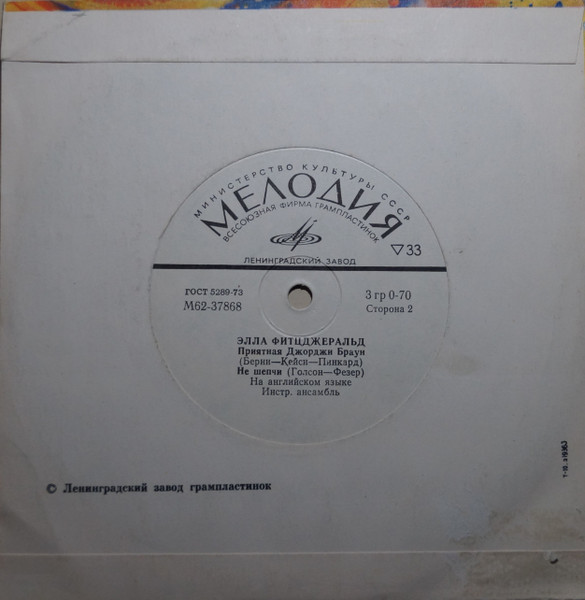 МИНИСТЕРСТВО КУЛЬТУРЫ СССР
МЕЛОДИЯ
ВСЕСОЮЗНАЯ ФИРМА ГРАМПЛАСТИНОК
▽33
ЛЕНИНГРАДСКИЙ ЗАВОД
ГОСТ 5289-73
3 гр 0-70
М62-37868
Сторона 2
ЭЛЛА ФИТЦДЖЕРАЛЬД
Приятная Джорджи Браун
(Берни—Кейси—Пинкард)
Не шепчи (Голсон—Фезер)
На английском языке
Инстр. ансамбль
© Ленинградский завод грампластинок